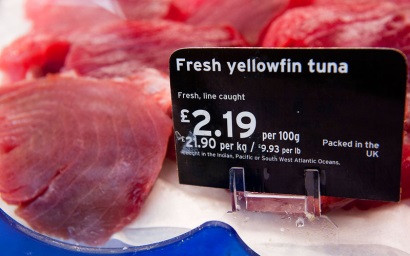 Fresh yellowfin tuna
Fresh, line caught
£2.19 per 100g
£21.90 per kg / £9.93 per lb
Packed in the
UK
Caught in the Indian, Pacific or South West Atlantic Oceans.